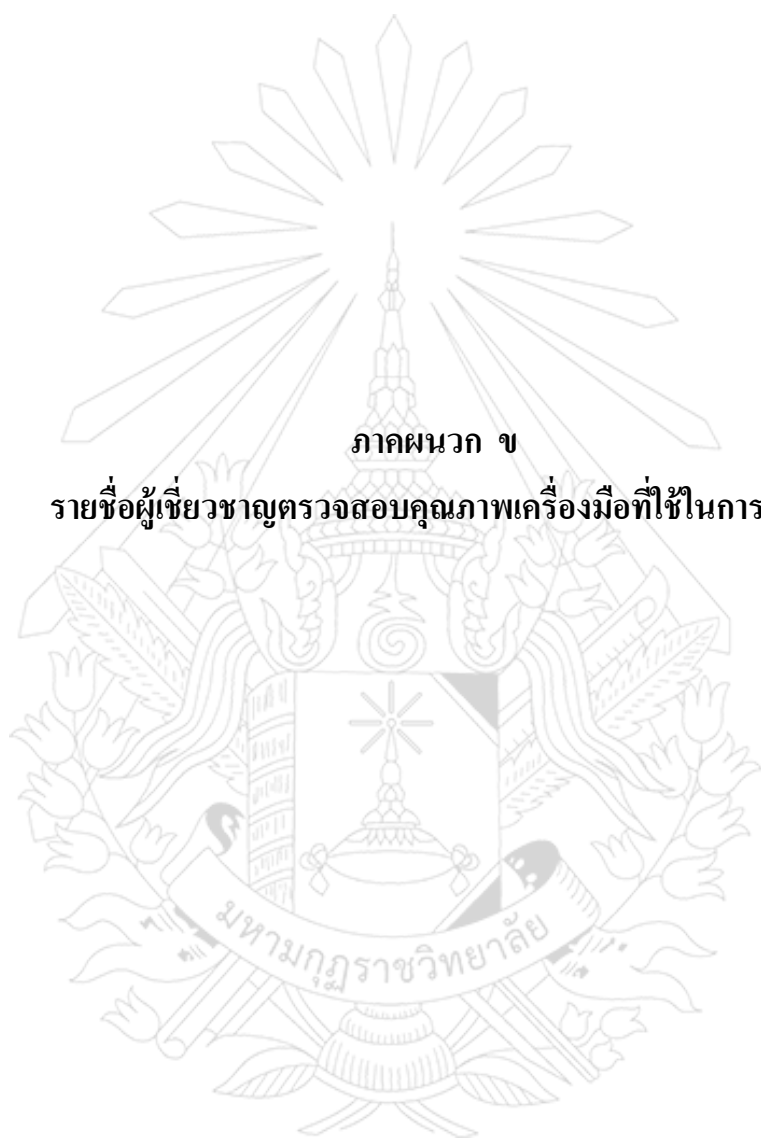 ภาคผนวก ข
รายชื่อผู้เชี่ยวชาญตรวจสอบคุณภาพเครื่องมือที่ใช้ในการ
มหามกุฏราชวิทยาลัย